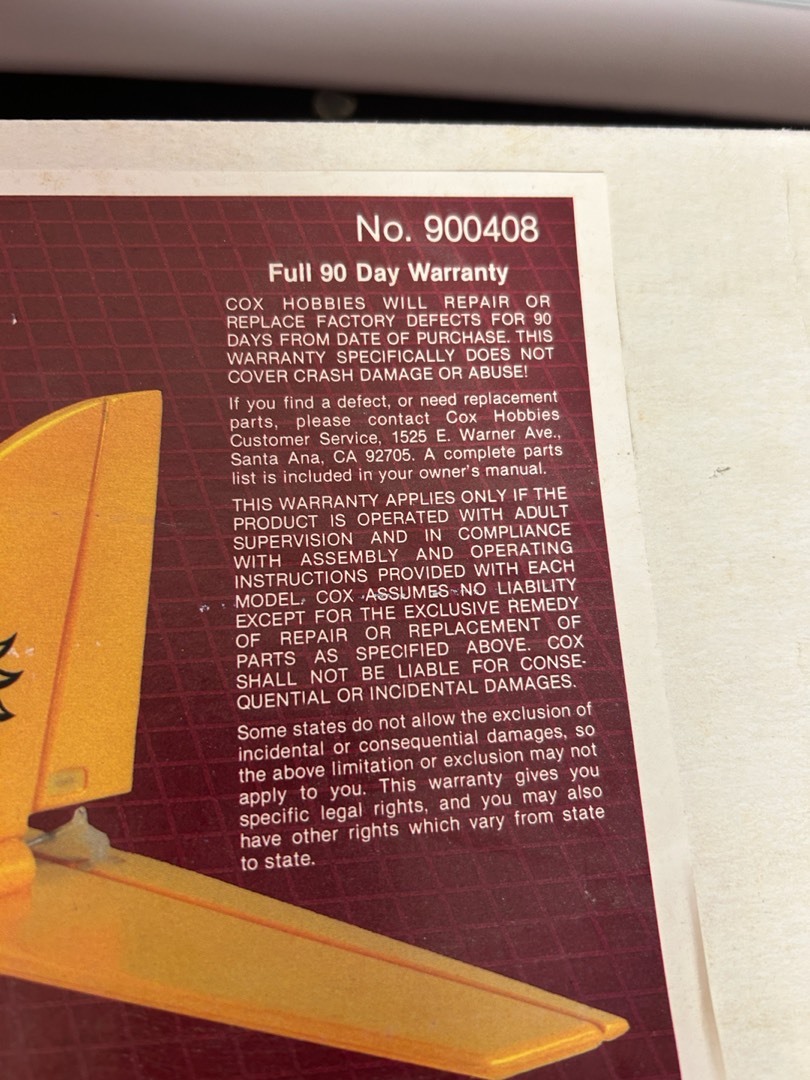 No. 900408
Full 90 Day Warranty
COX HOBBIES WILL REPAIR OR
REPLACE FACTORY DEFECTS FOR 90
DAYS FROM DATE OF PURCHASE. THIS
WARRANTY SPECIFICALLY DOES NOT
COVER CRASH DAMAGE OR ABUSE!
If you find a defect, or need replacement
parts, please contact Cox Hobbies
Customer Service, 1525 E. Warner Ave.,
Santa Ana, CA 92705. A complete parts
list is included in your owner's manual.
THIS WARRANTY APPLIES ONLY IF THE
PRODUCT IS OPERATED WITH ADULT
SUPERVISION AND IN COMPLIANCE
WITH ASSEMBLY AND OPERATING
INSTRUCTIONS PROVIDED WITH EACH
MODEL. COX ASSUMES NO LIABILITY
EXCEPT FOR THE EXCLUSIVE REMEDY
OF REPAIR OR REPLACEMENT OF
PARTS AS SPECIFIED ABOVE. COX
SHALL NOT BE LIABLE FOR CONSE-
QUENTIAL OR INCIDENTAL DAMAGES.
Some states do not allow the exclusion of
incidental or consequential damages, so
the above limitation or exclusion may not
apply to you. This warranty gives you
specific legal rights, and you may also
have other rights which vary from state
to state.